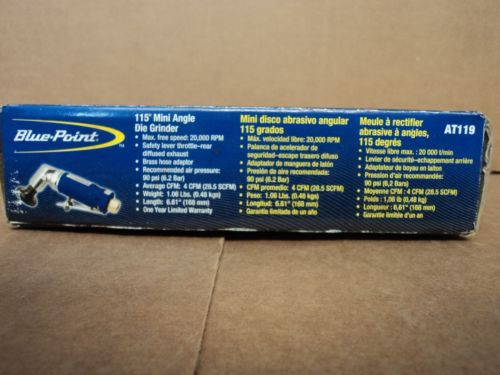 Blue-Point
115° Mini Angle
Die Grinder
• Max. free speed: 20,000 RPM
• Safety lever throttle-rear
diffused exhaust
• Brass hose adaptor
• Recommended air pressure:
90 psi (6.2 Bar)
• Average CFM: 4 CFM (28.5 SCFM)
• Weight: 1.06 Lbs. (0.48 kgs)
• Length: 6.61" (168 mm)
One Year Limited Warranty
Mini disco abrasivo angular
115 grados
• Máx. velocidad libre: 20,000 RPM
• Palanca de acelerador de
seguridad-escape trasero difuso
• Adaptador de manguera de latón
• Presión de aire recomendada:
90 psi (6.2 Bar)
• CFM promedio: 4 CFM (28.5 SCFM)
• Peso: 1.06 Lbs. (0.48 kgs)
• Longitud: 6.61" (168 mm)
Garantía limitada de un año
Meule à rectifier
abrasive à angles,
115 degrés
• Vitesse libre max.: 20 000 t/min
• Levier de sécurité-echappement arrière
• Adaptateur de boyau en laiton
• Pression d'air recommandée:
90 psi (6,2 Bars)
• Moyenne CFM : 4 CFM (28.5 SCFM)
• Poids : 1,06 lb (0,48 kg)
• Longueur : 6,61" (168 mm)
Garantie limitée d'un an
AT119